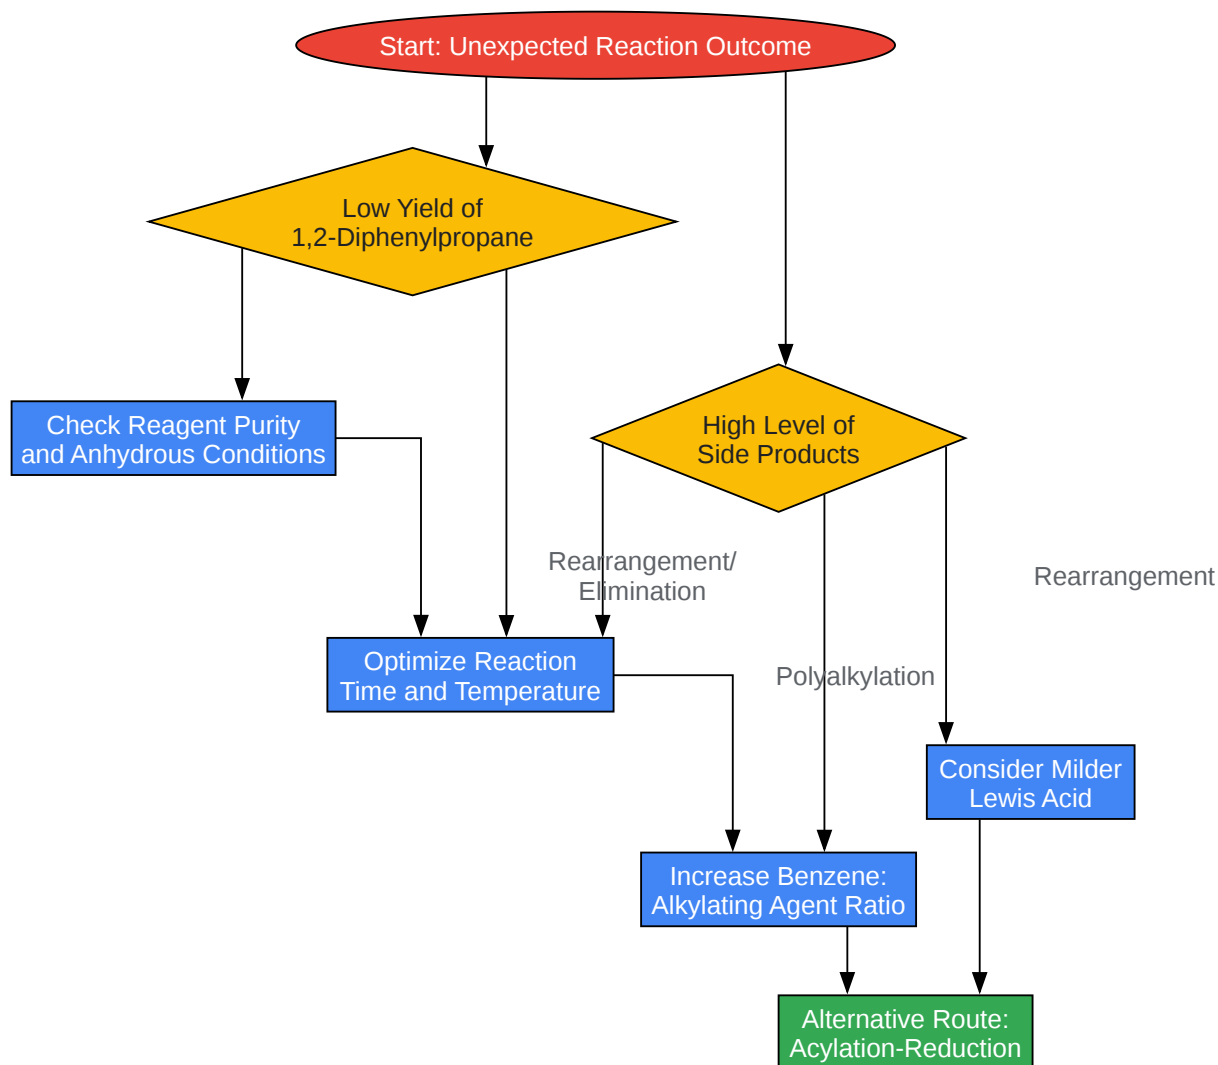 Start: Unexpected Reaction Outcome
Low Yield of
1,2-Diphenylpropane
Check Reagent Purity
and Anhydrous Conditions
High Level of
Side Products
Rearrangement/
Elimination
Rearrangement
Optimize Reaction
Time and Temperature
Polyalkylation
Consider Milder
Lewis Acid
Increase Benzene:
Alkylating Agent Ratio
Alternative Route:
Acylation-Reduction